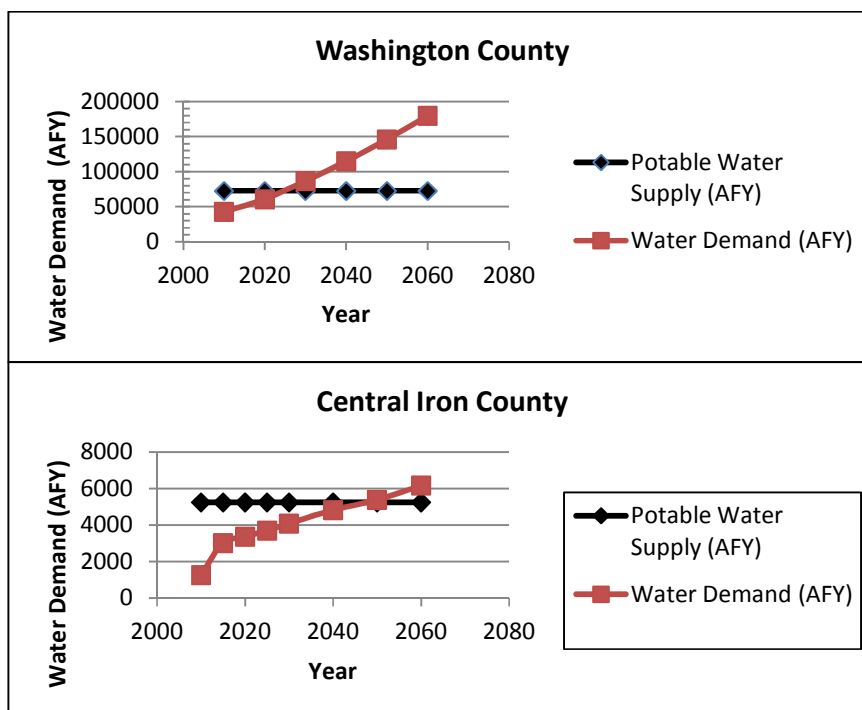 Washington County
Water Demand (AFY)
200000
150000
100000
50000
0
2000 2020 2040 2060 2080
Year
Potable Water
Supply (AFY)
Water Demand (AFY)
Central Iron County
Water Demand (AFY)
8000
6000
4000
2000
0
2000 2020 2040 2060 2080
Year
Potable Water
Supply (AFY)
Water Demand (AFY)